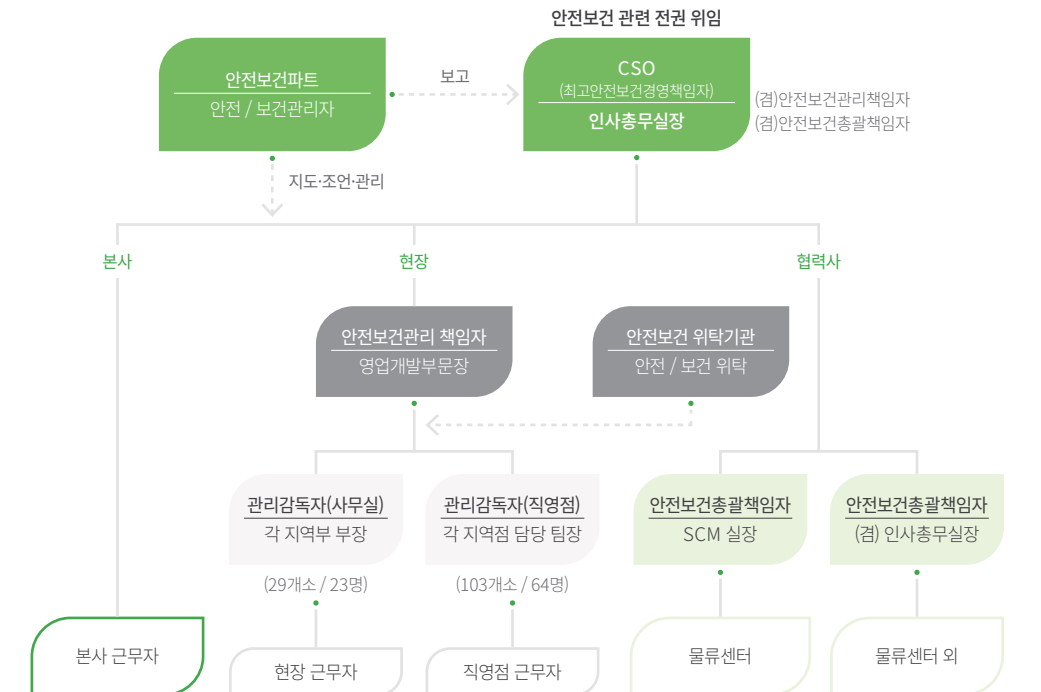 안전보건 관련 전권 위임
안전보건파트
안전 / 보건관리자
보고
CSO
(최고안전보건경영책임자)
인사총무실장
(겸)안전보건관리책임자
(겸)안전보건총괄책임자
지도·조언·관리
본사
현장
협력사
안전보건관리 책임자
영업개발부문장
안전보건 위탁기관
안전 / 보건 위탁
관리감독자(사무실)
각 지역부 부장
(29개소 / 23명)
관리감독자(직영점)
각 지역점 담당 팀장
(103개소 / 64명)
안전보건총괄책임자
SCM 실장
안전보건총괄책임자
(겸) 인사총무실장
본사 근무자
현장 근무자
직영점 근무자
물류센터
물류센터 외